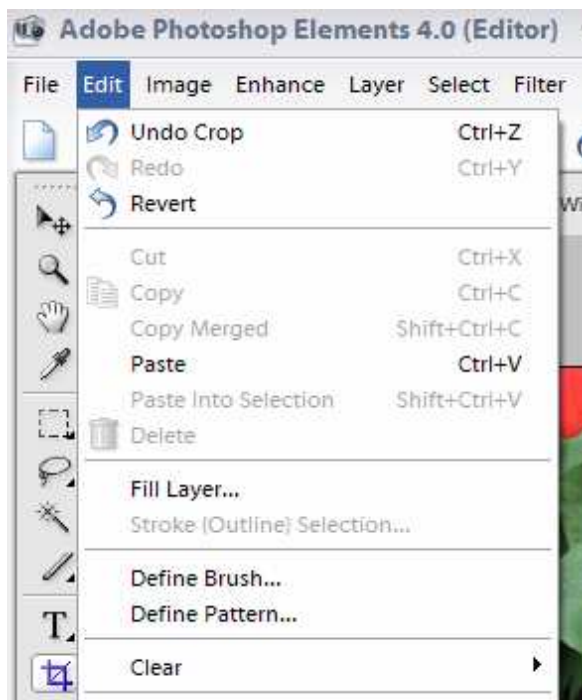 Adobe Photoshop Elements 4.0 (Editor)
File Edit Image Enhance Layer Select Filter
Undo Crop Ctrl+Z
Redo Ctrl+Y
Revert
Cut Ctrl+X
Copy Ctrl+C
Copy Merged Shift+Ctrl+C
Paste Ctrl+V
Paste Into Selection Shift+Ctrl+V
Delete
Fill Layer...
Stroke (Outline) Selection...
Define Brush...
Define Pattern...
Clear
T